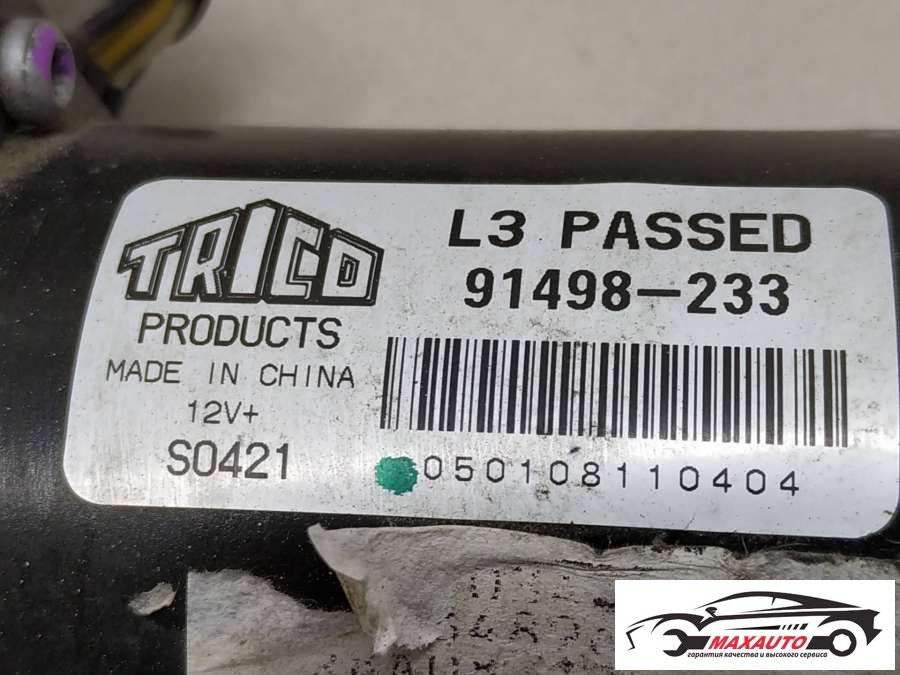 TRICO
PRODUCTS
MADE IN CHINA
12V+
S0421
L3 PASSED
91498-233
050108110404
MAXAUTO
гарантия качества и высокого сервиса